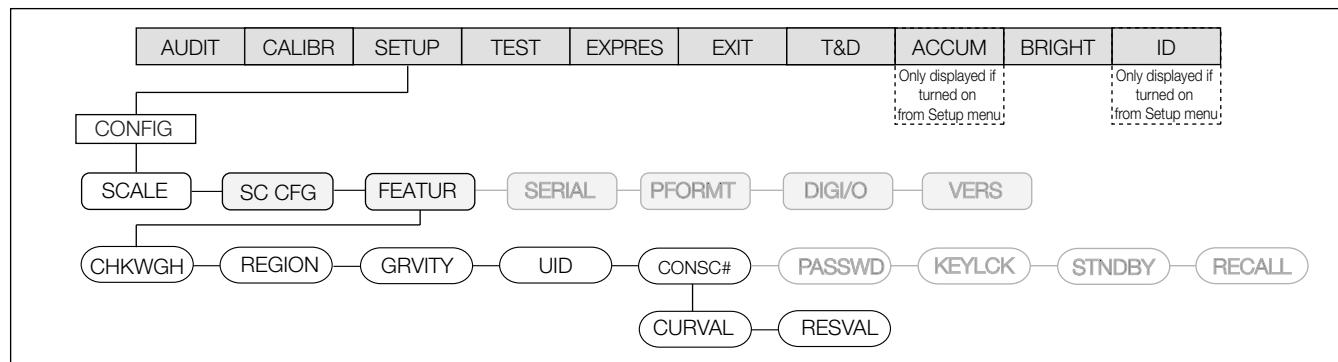 AUDIT CALIBR SETUP TEST EXPRES EXIT T&D ACCUM BRIGHT ID
Only displayed if
turned on
from Setup menu
Only displayed if
turned on
from Setup menu
CONFIG
SCALE SC CFG FEATUR SERIAL PFORMT DIGI/O VERS
CHKWGH REGION GRVITY UID CONSC# PASSWD KEYLCK STNDBY RECALL
CURVAL RESVAL